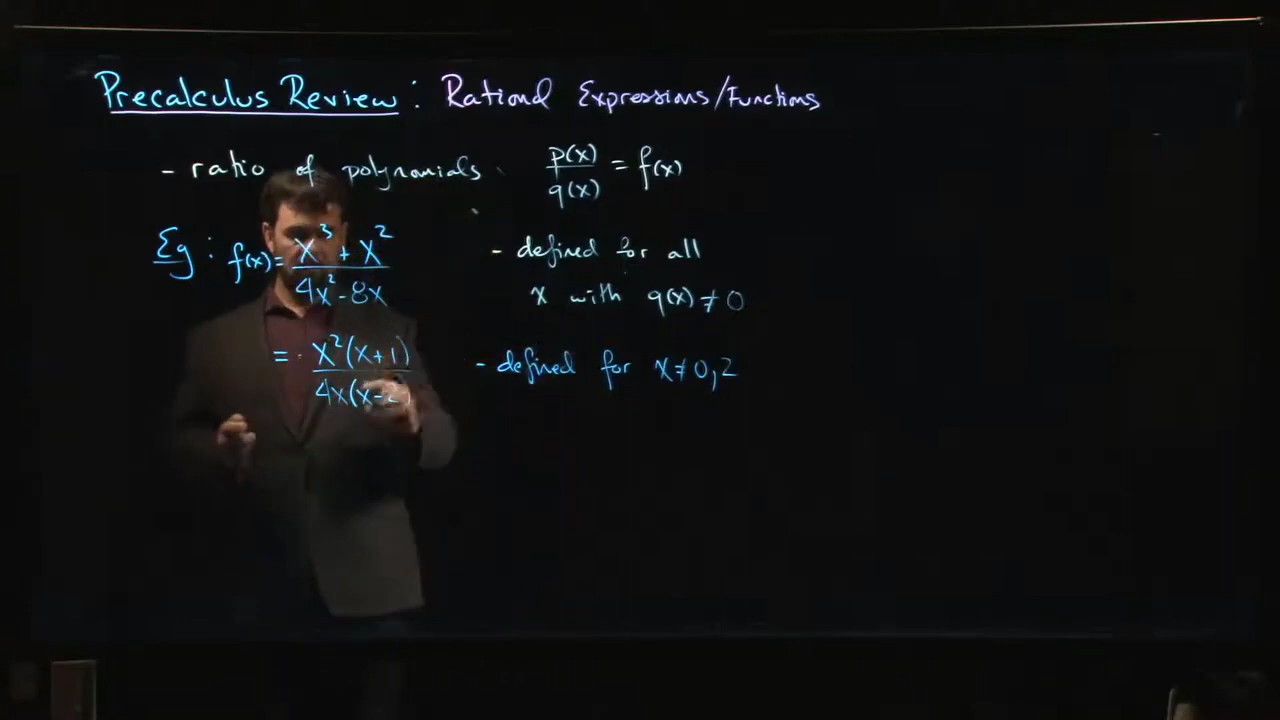 Precalculus Review: Rational Expressions/Functions
- ratio of polynomials p(x)/q(x) = f(x)
Eg: f(x) = (x³ + x²)/(4x² - 8x)
- defined for all
x with q(x) ≠ 0
= x²(x+1)/(4x(x-2))
- defined for x ≠ 0, 2